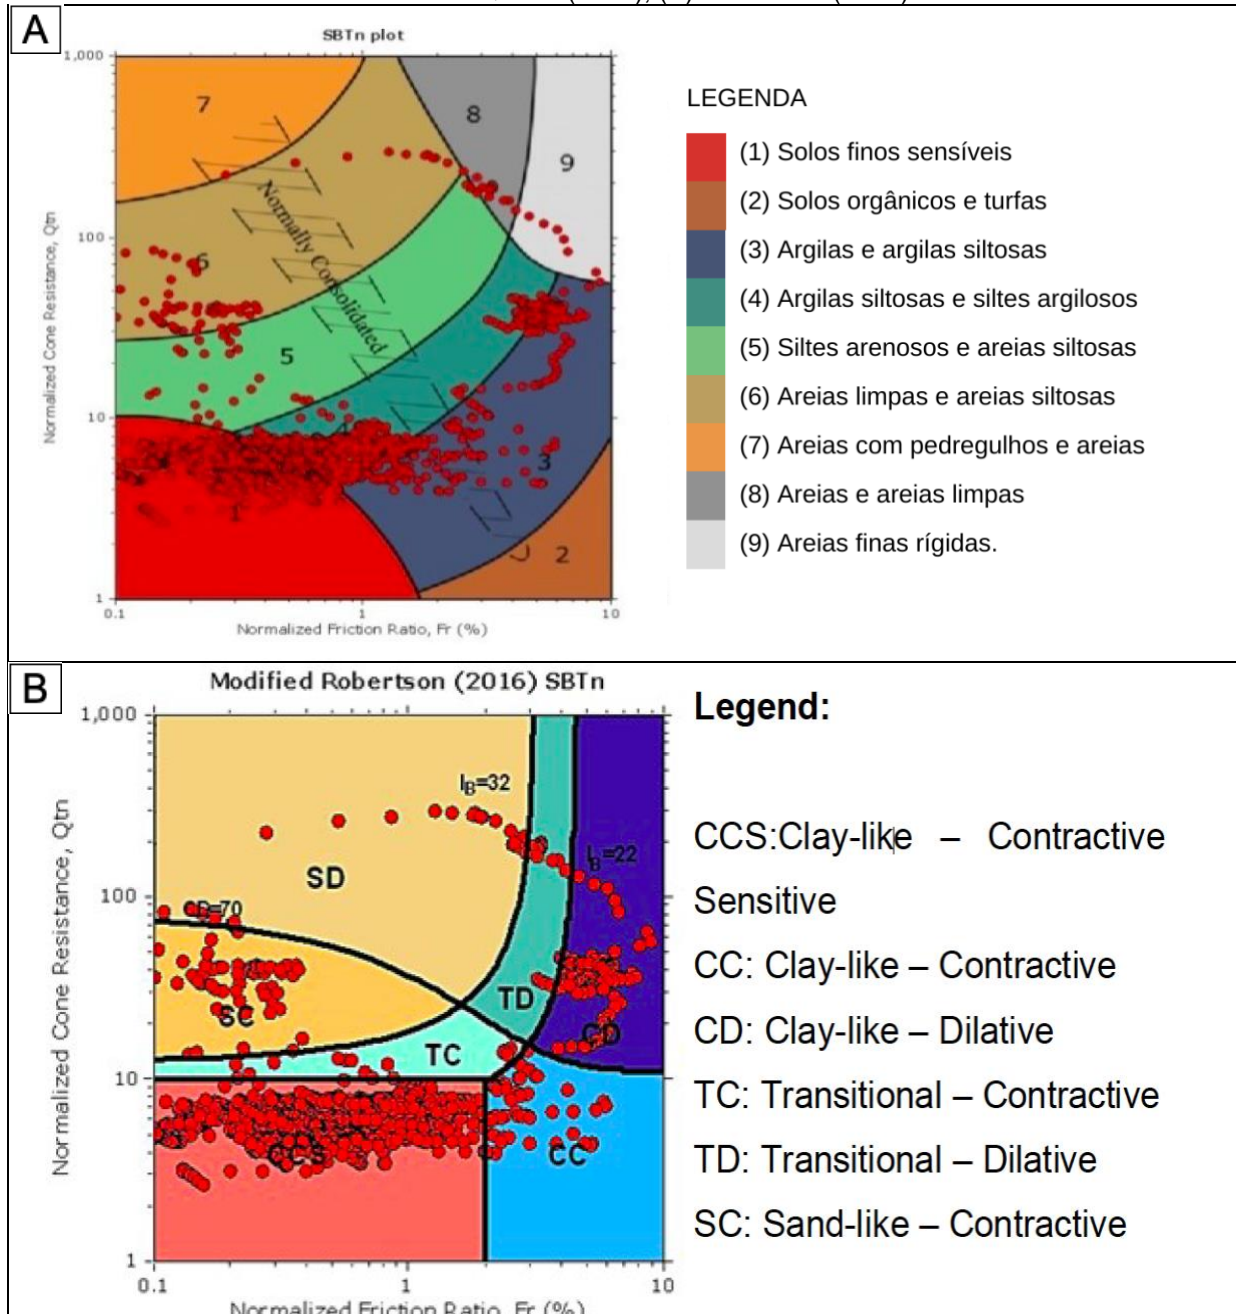 A
SBTn plot
1,000
100
10
1
0.1
1
10
Normalized Cone Resistance, Qtn
Normalized Friction Ratio, Fr (%)
7
8
9
6
Normally Consolidated
5
4
3
1
2
LEGENDA
(1) Solos finos sensíveis
(2) Solos orgânicos e turfas
(3) Argilas e argilas siltosas
(4) Argilas siltosas e siltes argilosos
(5) Siltes arenosos e areias siltosas
(6) Areias limpas e areias siltosas
(7) Areias com pedregulhos e areias
(8) Areias e areias limpas
(9) Areias finas rígidas.
B
Modified Robertson (2016) SBTn
1,000
100
10
1
0.1
1
10
Normalized Cone Resistance, Qtn
Normalized Friction Ratio, Fr (%)
IB=32
IB=22
SD
CD=70
SC
TD
CD
TC
CCS
CC
Legend:
CCS:Clay-like – Contractive
Sensitive
CC: Clay-like – Contractive
CD: Clay-like – Dilative
TC: Transitional – Contractive
TD: Transitional – Dilative
SC: Sand-like – Contractive